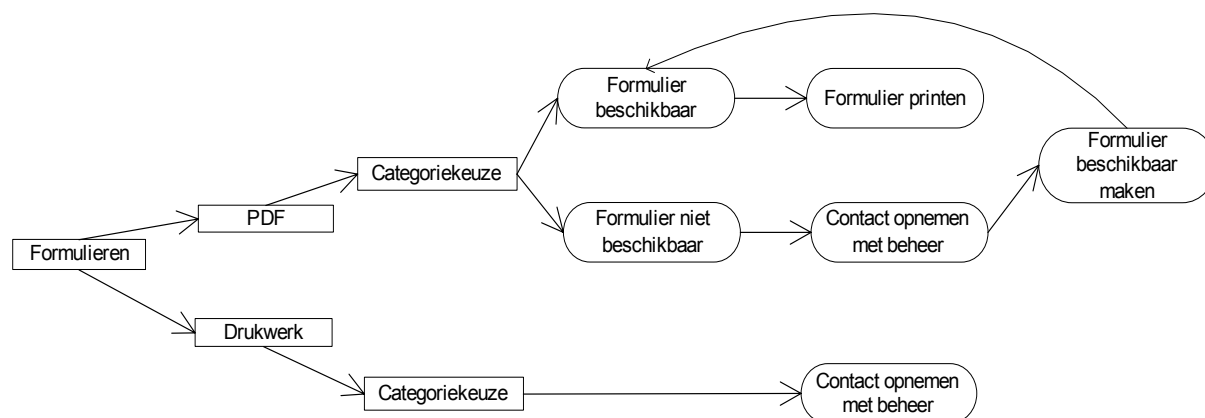 Formulier
beschikbaar
Formulier printen
Formulier
beschikbaar
maken
Categoriekeuze
PDF
Formulier niet
beschikbaar
Contact opnemen
met beheer
Formulieren
Drukwerk
Categoriekeuze
Contact opnemen
met beheer